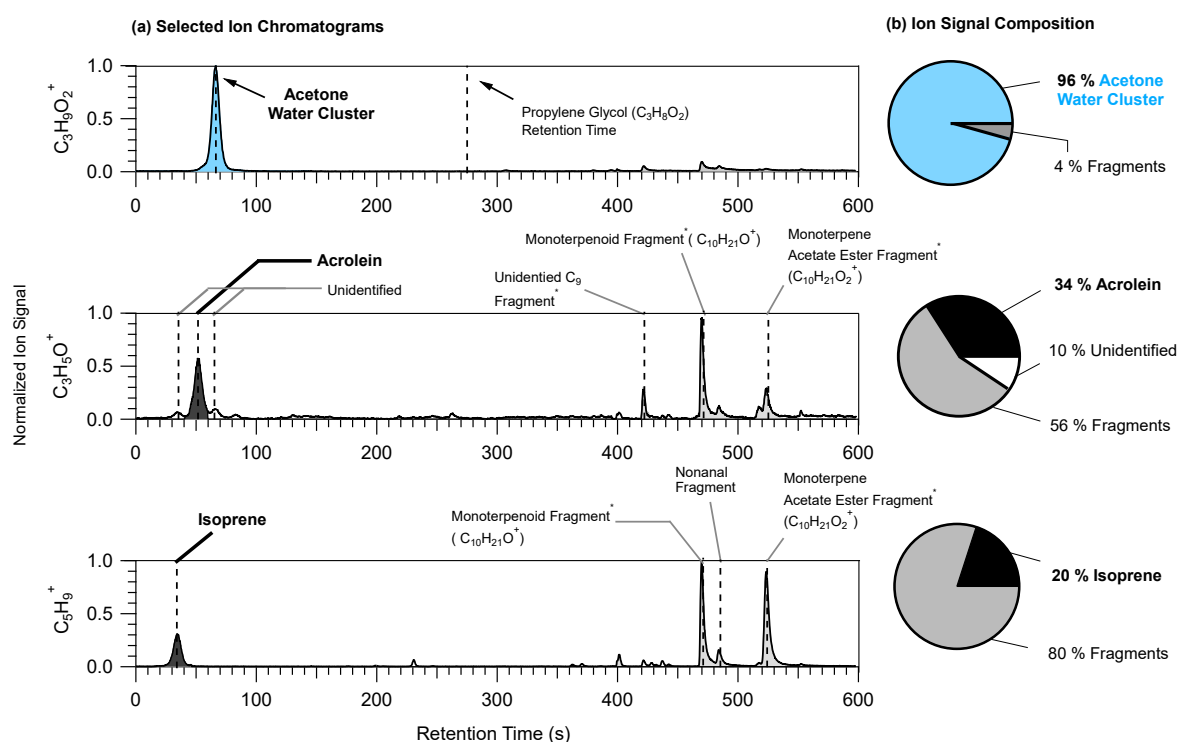 (a) Selected Ion Chromatograms
(b) Ion Signal Composition
Normalized Ion Signal
C₃H₉O₂⁺
1.0
0.5
0.0
Acetone
Water Cluster
Propylene Glycol (C₃H₈O₂)
Retention Time
0 100 200 300 400 500 600
96 % Acetone
Water Cluster
4 % Fragments
C₃H₅O⁺
1.0
0.5
0.0
Acrolein
Unidentified
Unidentied C₉
Fragment*
Monoterpenoid Fragment* ( C₁₀H₂₁O⁺)
Monoterpene
Acetate Ester Fragment*
(C₁₀H₂₁O₂⁺)
0 100 200 300 400 500 600
34 % Acrolein
10 % Unidentified
56 % Fragments
C₅H₉⁺
1.0
0.5
0.0
Isoprene
Monoterpenoid Fragment*
( C₁₀H₂₁O⁺)
Nonanal
Fragment
Monoterpene
Acetate Ester Fragment*
(C₁₀H₂₁O₂⁺)
0 100 200 300 400 500 600
Retention Time (s)
20 % Isoprene
80 % Fragments